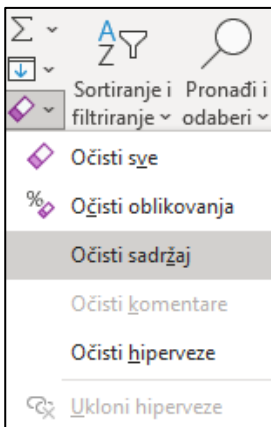 Sortiranje i
filtriranje
Pronađi i
odaberi
Očisti sve
Očisti oblikovanja
Očisti sadržaj
Očisti komentare
Očisti hiperveze
Ukloni hiperveze